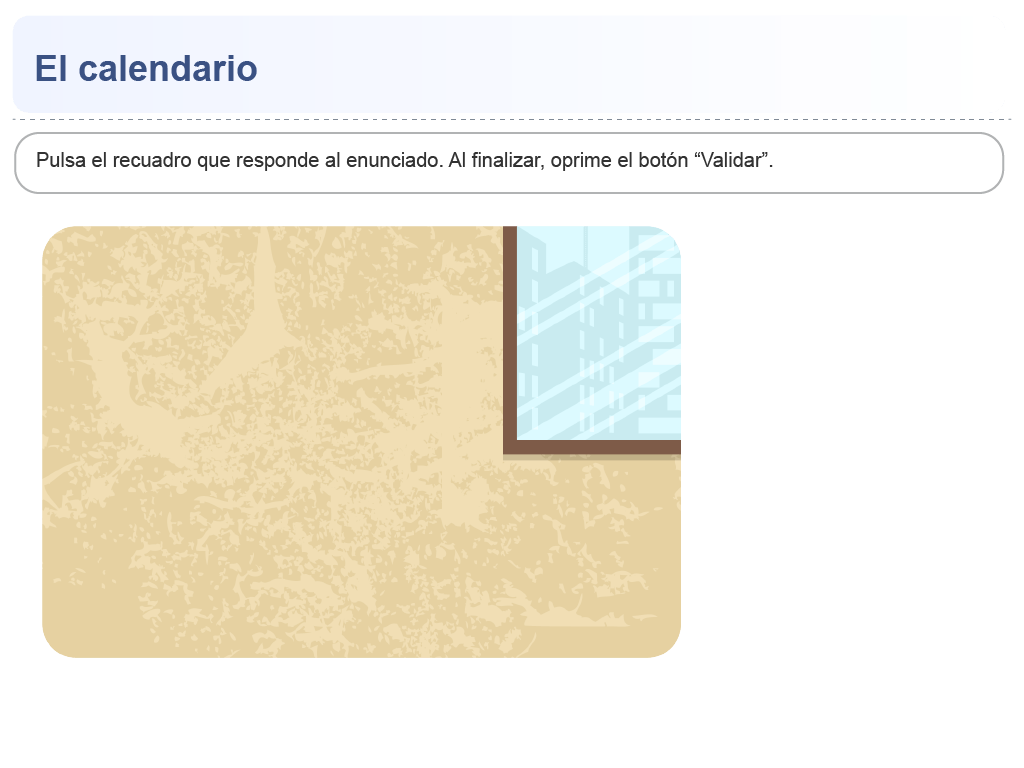 El calendario
Pulsa el recuadro que responde al enunciado. Al finalizar, oprime el botón “Validar”.